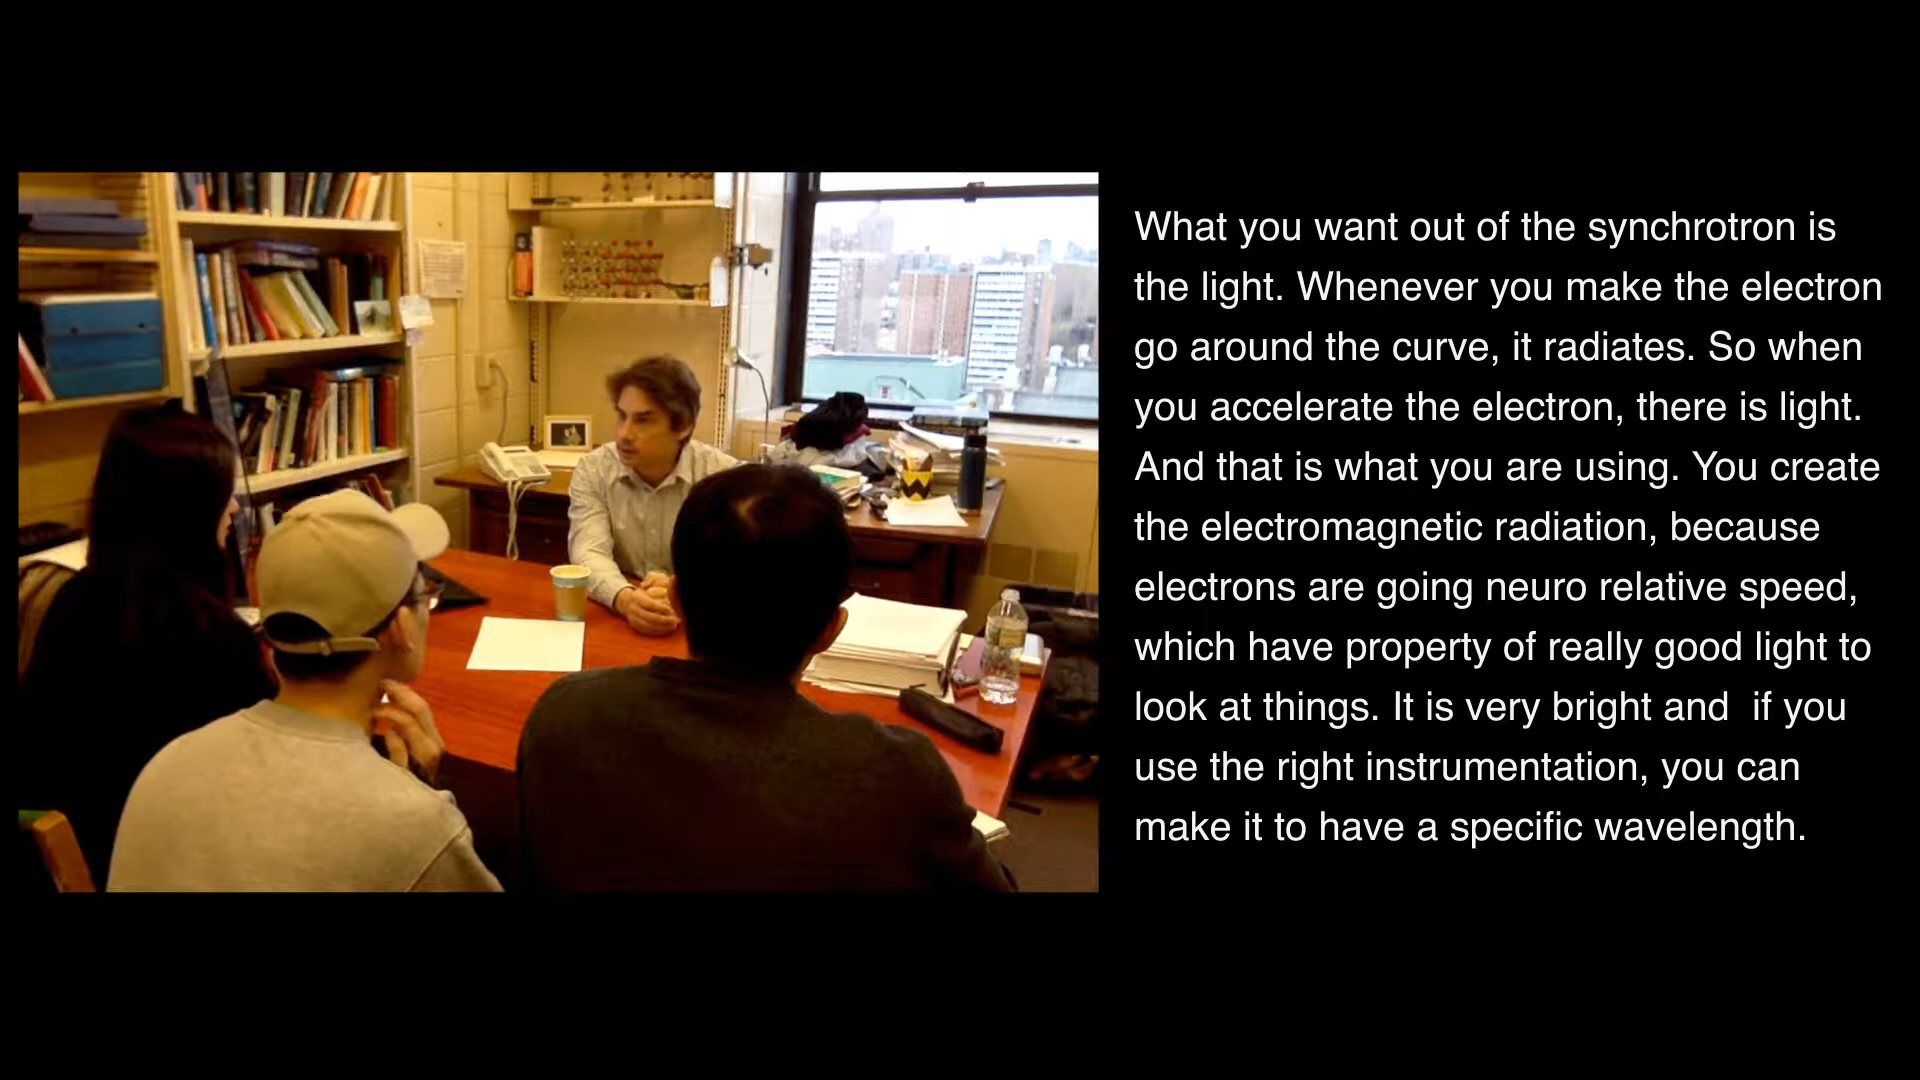 What you want out of the synchrotron is
the light. Whenever you make the electron
go around the curve, it radiates. So when
you accelerate the electron, there is light.
And that is what you are using. You create
the electromagnetic radiation, because
electrons are going neuro relative speed,
which have property of really good light to
look at things. It is very bright and  if you
use the right instrumentation, you can
make it to have a specific wavelength.